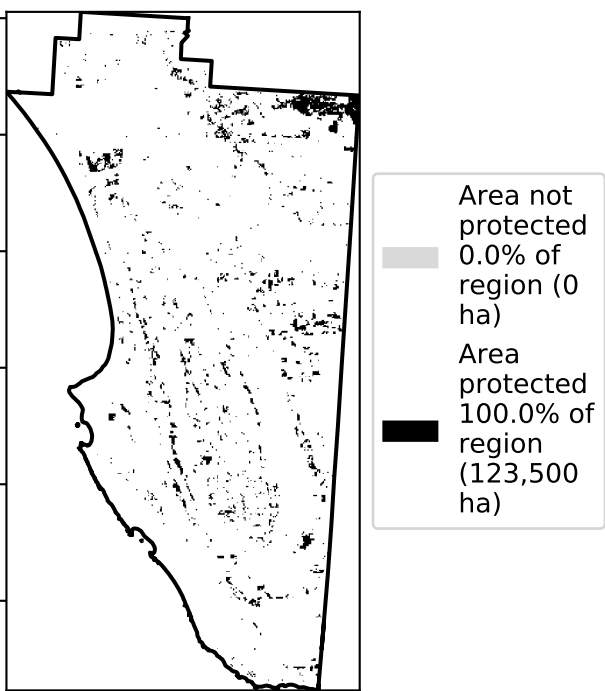 Area not
protected
0.0% of
region (0
ha)
Area
protected
100.0% of
region
(123,500
ha)